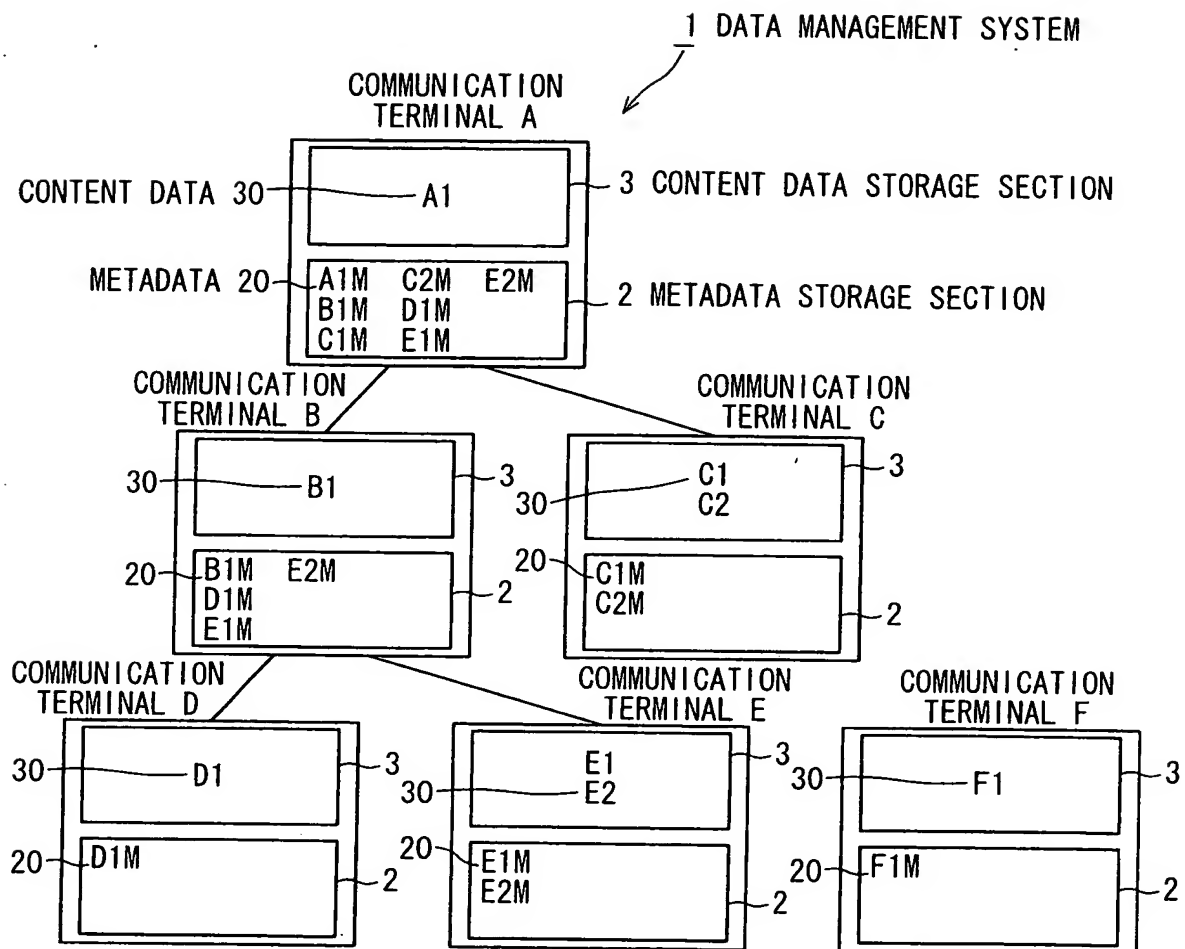 1 DATA MANAGEMENT SYSTEM
COMMUNICATION
TERMINAL A
CONTENT DATA 30
A1
3 CONTENT DATA STORAGE SECTION
METADATA 20
A1M C2M E2M
B1M D1M
C1M E1M
2 METADATA STORAGE SECTION
COMMUNICATION
TERMINAL B
30
B1
3
20
B1M E2M
D1M
E1M
2
COMMUNICATION
TERMINAL C
30
C1
C2
3
20
C1M
C2M
2
COMMUNICATION
TERMINAL D
30
D1
3
20
D1M
2
COMMUNICATION
TERMINAL E
30
E1
E2
3
20
E1M
E2M
2
COMMUNICATION
TERMINAL F
30
F1
3
20
F1M
2